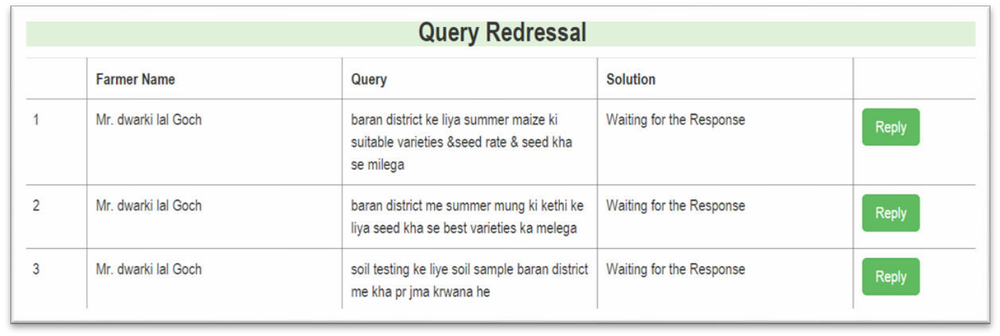 Query Redressal
Farmer Name Query Solution
1 Mr. dwarki lal Goch baran district ke liya summer maize ki suitable varieties &seed rate & seed kha se milega Waiting for the Response Reply
2 Mr. dwarki lal Goch baran district me summer mung ki kethi ke liya seed kha se best varieties ka melega Waiting for the Response Reply
3 Mr. dwarki lal Goch soil testing ke liye soil sample baran district me kha pr jma krwana he Waiting for the Response Reply